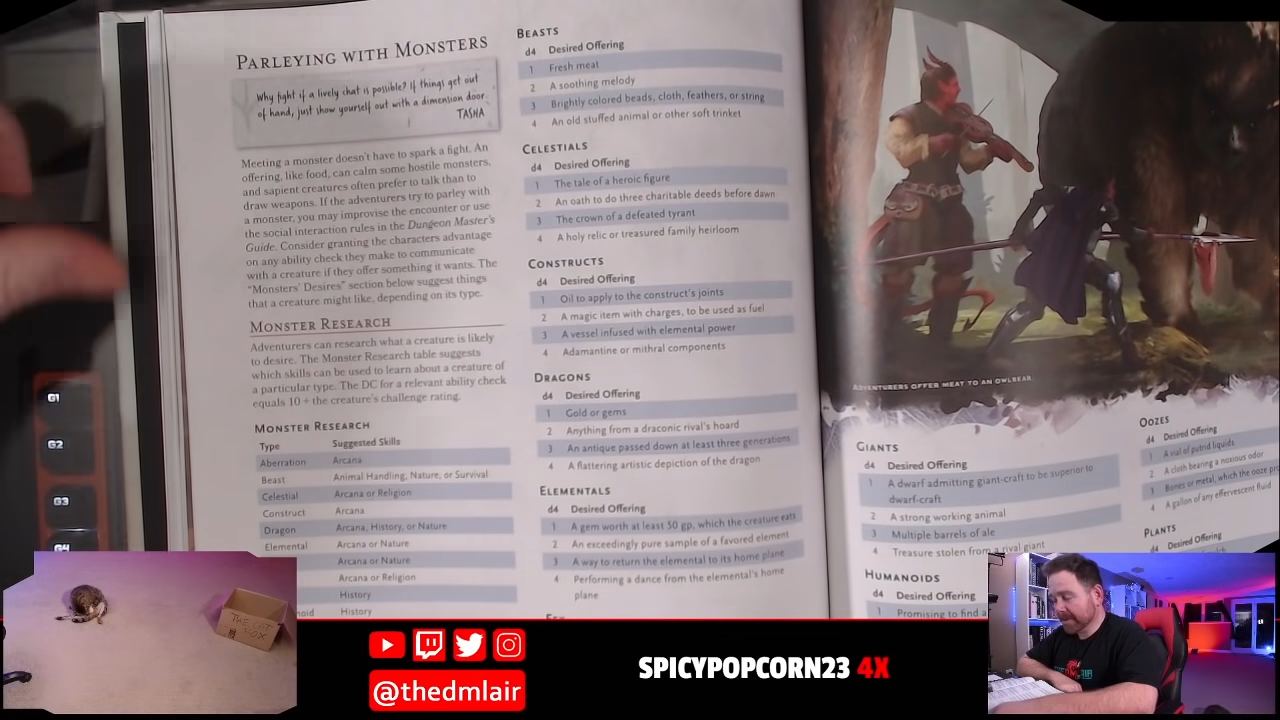 PARLEYING WITH MONSTERS
Why fight if a lively chat is possible? If things get out
of hand, just show yourself out with a dimension door.
TASHA
Meeting a monster doesn't have to spark a fight. An
offering, like food, can calm some hostile monsters,
and sapient creatures often prefer to talk than to
draw weapons. If the adventurers try to parley with
a monster, you may improvise the encounter or use
the social interaction rules in the Dungeon Master's
Guide. Consider granting the characters advantage
on any ability check they make to communicate
with a creature if they offer something it wants. The
"Monsters' Desires" section below suggest things
that a creature might like, depending on its type.
MONSTER RESEARCH
Adventurers can research what a creature is likely
to desire. The Monster Research table suggests
which skills can be used to learn about a creature of
a particular type. The DC for a relevant ability check
equals 10 + the creature's challenge rating.
MONSTER RESEARCH
Type Suggested Skills
Aberration Arcana
Beast Animal Handling, Nature, or Survival
Celestial Arcana or Religion
Construct Arcana
Dragon Arcana, History, or Nature
Elemental Arcana or Nature
Arcana or Nature
Arcana or Religion
History
History
BEASTS
d4 Desired Offering
1 Fresh meat
2 A soothing melody
3 Brightly colored beads, cloth, feathers, or string
4 An old stuffed animal or other soft trinket
CELESTIALS
d4 Desired Offering
1 The tale of a heroic figure
2 An oath to do three charitable deeds before dawn
3 The crown of a defeated tyrant
4 A holy relic or treasured family heirloom
CONSTRUCTS
d4 Desired Offering
1 Oil to apply to the construct's joints
2 A magic item with charges, to be used as fuel
3 A vessel infused with elemental power
4 Adamantine or mithral components
DRAGONS
d4 Desired Offering
1 Gold or gems
2 Anything from a draconic rival's hoard
3 An antique passed down at least three generations
4 A flattering artistic depiction of the dragon
ELEMENTALS
d4 Desired Offering
1 A gem worth at least 50 gp, which the creature eats
2 An exceedingly pure sample of a favored element
3 A way to return the elemental to its home plane
4 Performing a dance from the elemental's home
plane
ADVENTURERS OFFER MEAT TO AN OWLBEAR
GIANTS
d4 Desired Offering
1 A dwarf admitting giant-craft to be superior to
dwarf-craft
2 A strong working animal
3 Multiple barrels of ale
4 Treasure stolen from a rival giant
HUMANOIDS
d4 Desired Offering
1 Promising to find a
OOZES
d4 Desired Offering
1 A vial of putrid liquids
2 A cloth bearing a noxious odor
3 Bones or metal, which the ooze
4 A gallon of any effervescent fluid
PLANTS
d4 Desired Offering
G1
G2
G3
G4
THE CAT
BOX
@thedmlair
SPICYPOPCORN23 4X